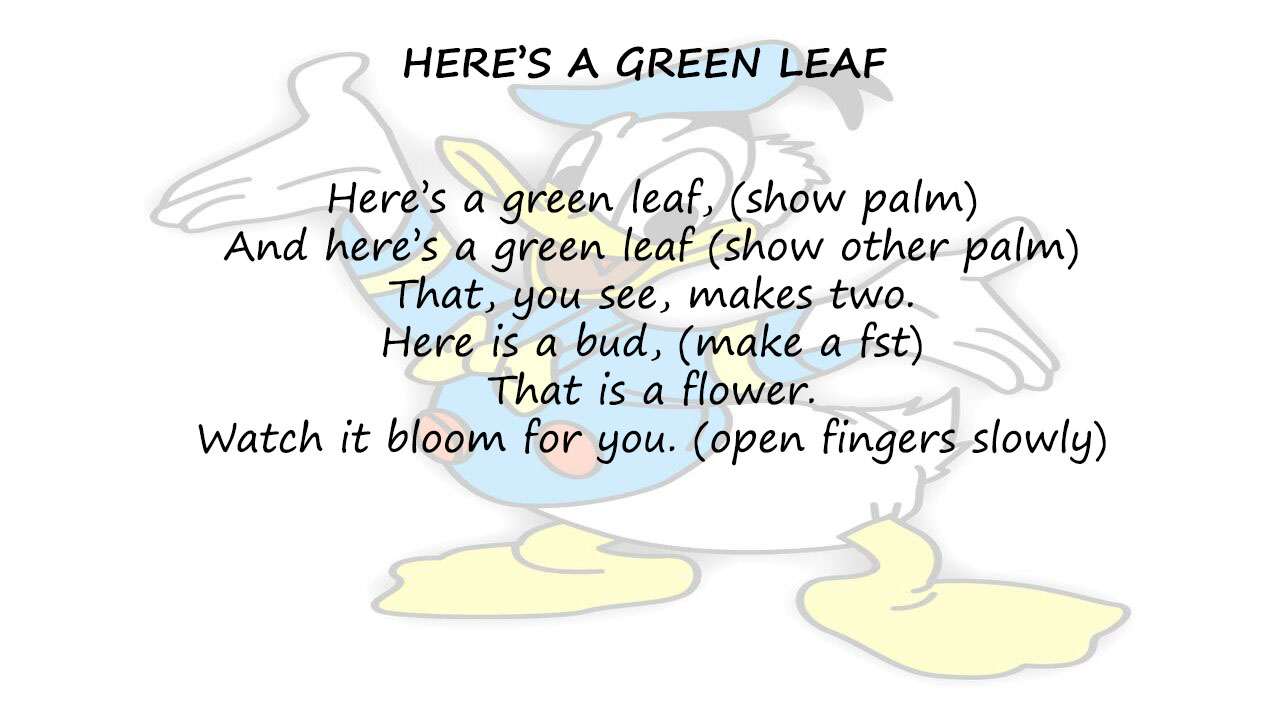 HERE’S A GREEN LEAF
Here’s a green leaf, (show palm)
And here’s a green leaf (show other palm)
That, you see, makes two.
Here is a bud, (make a fst)
That is a flower.
Watch it bloom for you. (open fingers slowly)